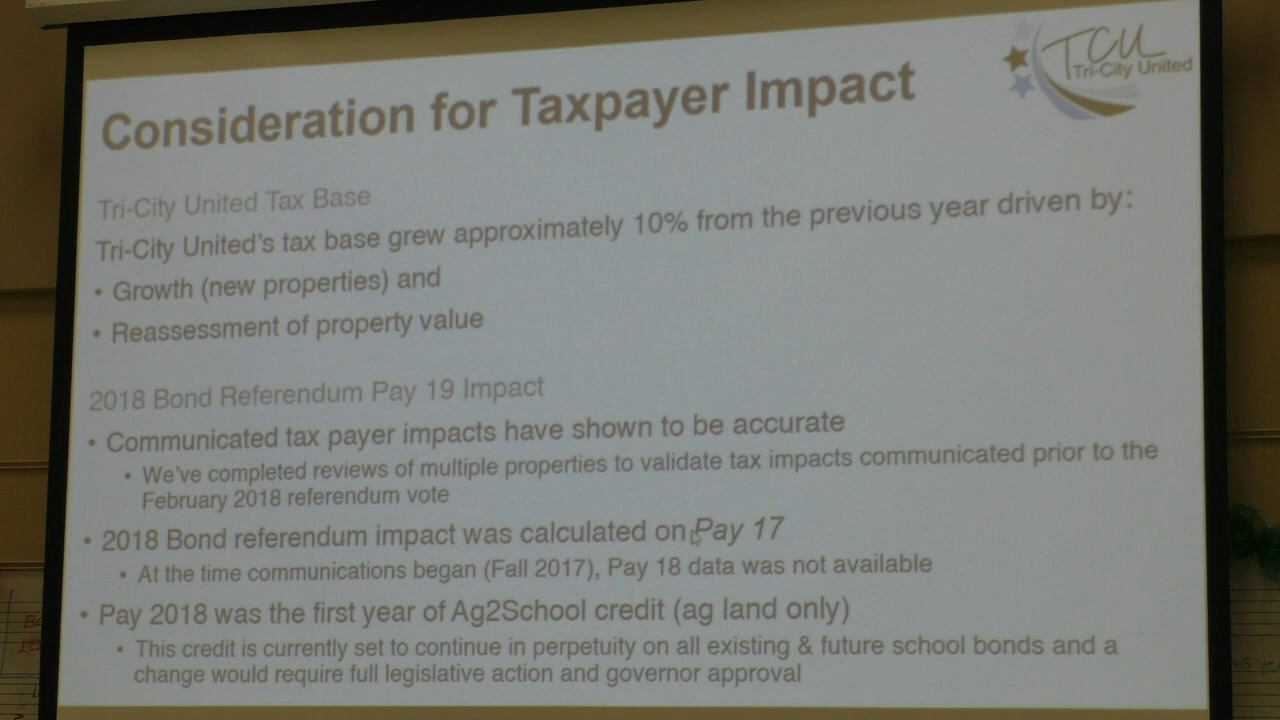 TCU
Tri-City United
Consideration for Taxpayer Impact
Tri-City United Tax Base
Tri-City United's tax base grew approximately 10% from the previous year driven by:
• Growth (new properties) and
• Reassessment of property value
2018 Bond Referendum Pay 19 Impact
• Communicated tax payer impacts have shown to be accurate
• We've completed reviews of multiple properties to validate tax impacts communicated prior to the
February 2018 referendum vote
• 2018 Bond referendum impact was calculated on Pay 17
• At the time communications began (Fall 2017), Pay 18 data was not available
• Pay 2018 was the first year of Ag2School credit (ag land only)
• This credit is currently set to continue in perpetuity on all existing & future school bonds and a
change would require full legislative action and governor approval